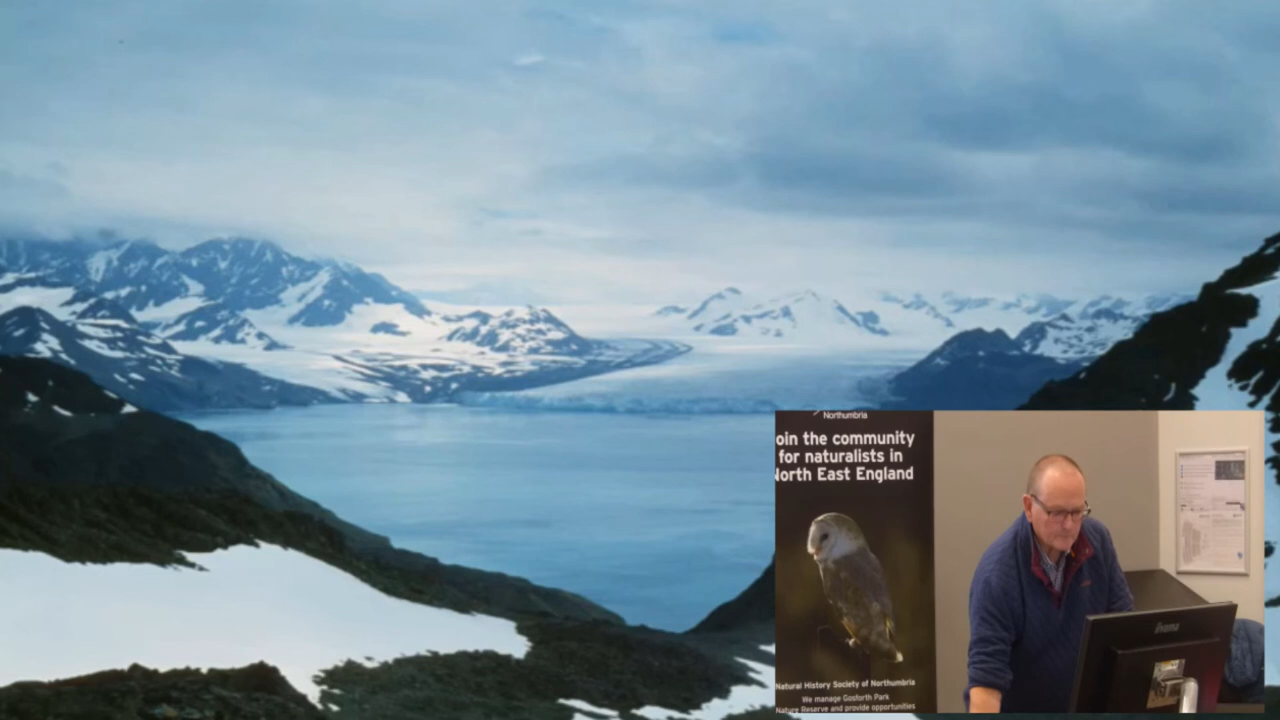 Northumbria
oin the community
for naturalists in
North East England
Natural History Society of Northumbria
We manage Gosforth Park
Nature Reserve and provide opportunities
iiyama